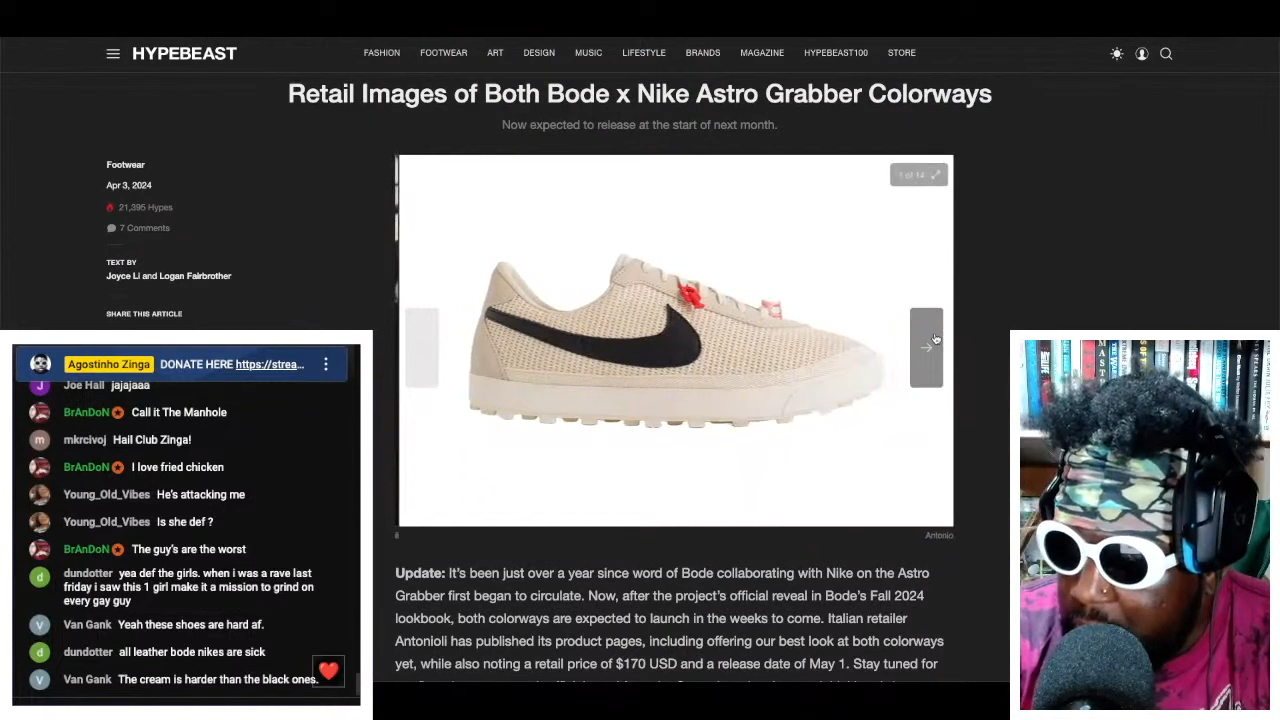 HYPEBEAST
FASHION FOOTWEAR ART DESIGN MUSIC LIFESTYLE BRANDS MAGAZINE HYPEBEAST100 STORE
Retail Images of Both Bode x Nike Astro Grabber Colorways
Now expected to release at the start of next month.
Footwear
Apr 3, 2024
21,395 Hypes
7 Comments
TEXT BY
Joyce Li and Logan Fairbrother
SHARE THIS ARTICLE
1 of 14
Antonio
Update: It's been just over a year since word of Bode collaborating with Nike on the Astro
Grabber first began to circulate. Now, after the project's official reveal in Bode's Fall 2024
lookbook, both colorways are expected to launch in the weeks to come. Italian retailer
Antonioli has published its product pages, including offering our best look at both colorways
yet, while also noting a retail price of $170 USD and a release date of May 1. Stay tuned for
Agostinho Zinga DONATE HERE https://strea...
Joe Hall jajajaaa
BrAnDoN Call it The Manhole
mkrcivoj Hail Club Zinga!
BrAnDoN I love fried chicken
Young_Old_Vibes He's attacking me
Young_Old_Vibes Is she def ?
BrAnDoN The guy's are the worst
dundotter yea def the girls. when i was a rave last
friday i saw this 1 girl make it a mission to grind on
every gay guy
Van Gank Yeah these shoes are hard af.
dundotter all leather bode nikes are sick
Van Gank The cream is harder than the black ones.